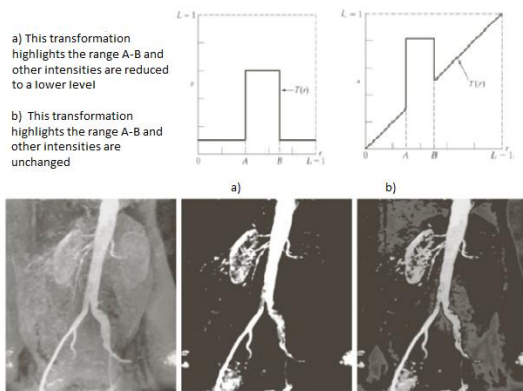 a) This transformation
highlights the range A-B and
other intensities are reduced
to a lower level
b) This transformation
highlights the range A-B and
other intensities are
unchanged
L-1
s
T(r)
0
A
B
r
L-1
L-1
s
T(r)
0
A
B
r
L-1
a)
b)